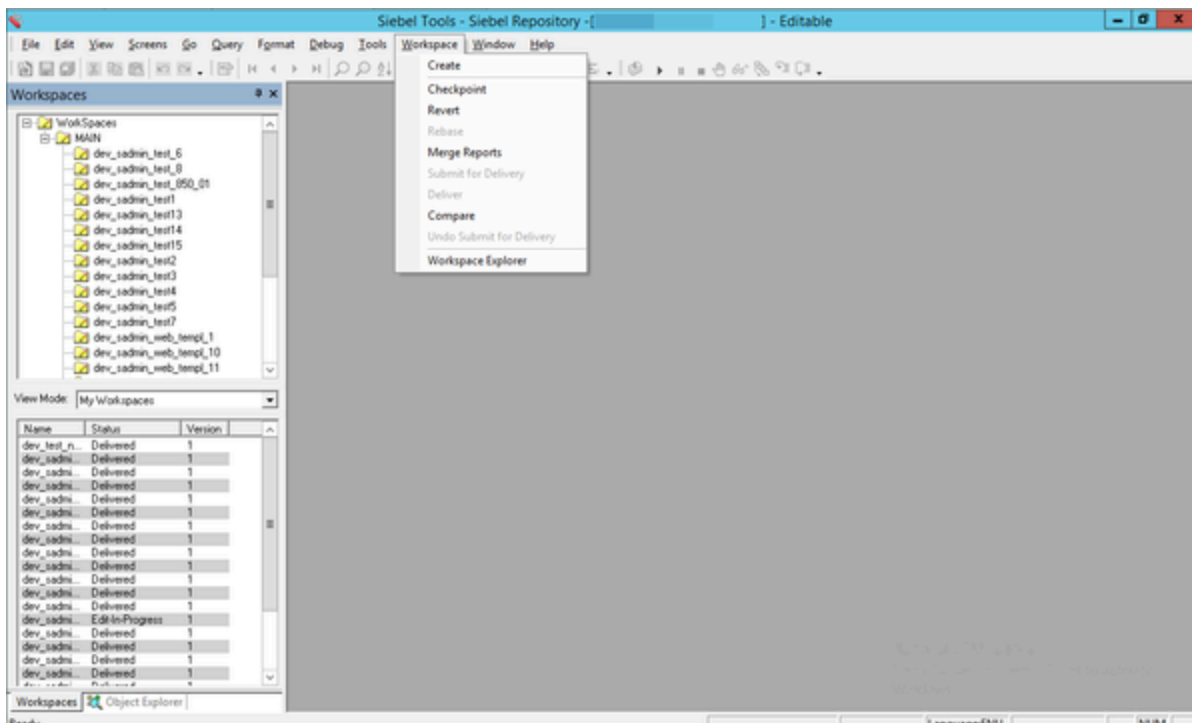 Siebel Tools - Siebel Repository -[ ] - Editable
File Edit View Screens Go Query Format Debug Tools Workspace Window Help
Workspaces
WorkSpaces
MAIN
dev_sadmin_test_6
dev_sadmin_test_8
dev_sadmin_test_850_01
dev_sadmin_test1
dev_sadmin_test13
dev_sadmin_test14
dev_sadmin_test15
dev_sadmin_test2
dev_sadmin_test3
dev_sadmin_test4
dev_sadmin_test5
dev_sadmin_test7
dev_sadmin_web_templ_1
dev_sadmin_web_templ_10
dev_sadmin_web_templ_11
Create
Checkpoint
Revert
Rebase
Merge Reports
Submit for Delivery
Deliver
Compare
Undo Submit for Delivery
Workspace Explorer
View Mode: My Workspaces
Name Status Version
dev_test_n... Delivered 1
dev_sadmi... Delivered 1
dev_sadmi... Delivered 1
dev_sadmi... Delivered 1
dev_sadmi... Delivered 1
dev_sadmi... Delivered 1
dev_sadmi... Delivered 1
dev_sadmi... Delivered 1
dev_sadmi... Delivered 1
dev_sadmi... Delivered 1
dev_sadmi... Delivered 1
dev_sadmi... Delivered 1
dev_sadmi... Delivered 1
dev_sadmi... Edit-In-Progress 1
dev_sadmi... Delivered 1
dev_sadmi... Delivered 1
dev_sadmi... Delivered 1
dev_sadmi... Delivered 1
Workspaces Object Explorer
Ready Language:ENU NUM